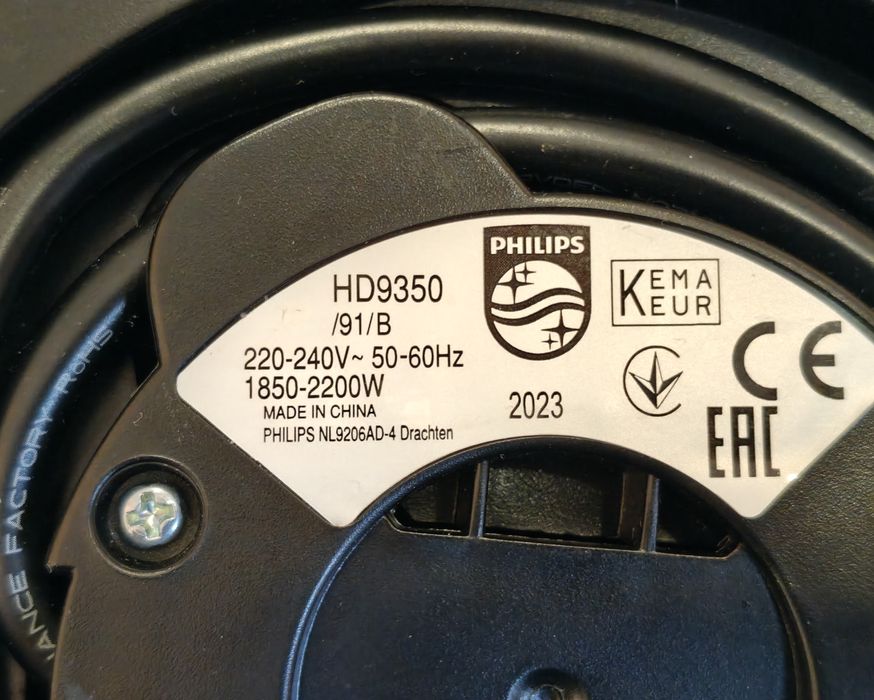 PHILIPS
HD9350
/91/B
220-240V~ 50-60Hz
1850-2200W
MADE IN CHINA
PHILIPS NL9206AD-4 Drachten
2023
KEMA
KEUR
CE
EAC
ANCE FACTORY ROHS